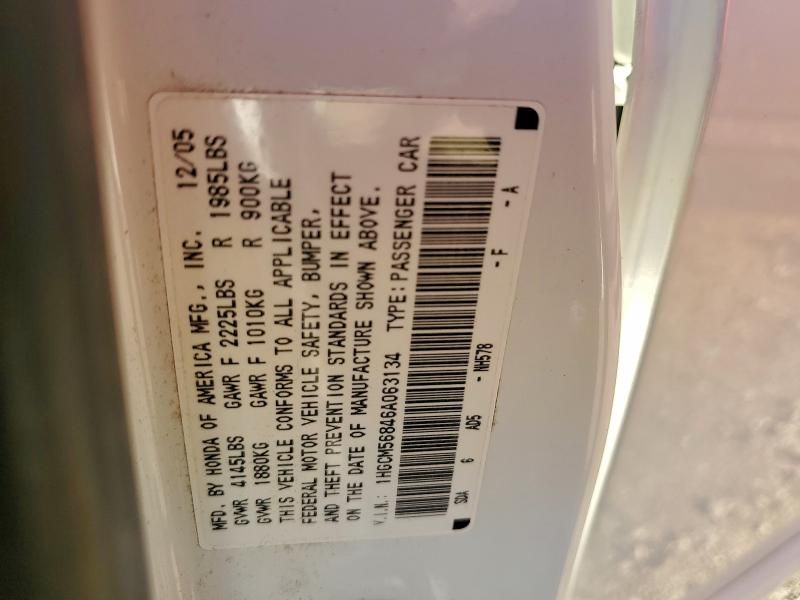 MFD. BY HONDA OF AMERICA MFG., INC. 12/05
GVWR 4145LBS GAWR F 2225LBS R 1985LBS
GVWR 1880KG GAWR F 1010KG R 900KG
THIS VEHICLE CONFORMS TO ALL APPLICABLE
FEDERAL MOTOR VEHICLE SAFETY, BUMPER,
AND THEFT PREVENTION STANDARDS IN EFFECT
ON THE DATE OF MANUFACTURE SHOWN ABOVE.
V.I.N.: 1HGCM56846A063134 TYPE: PASSENGER CAR
SDA 6 AD5 - NH578 - F - A